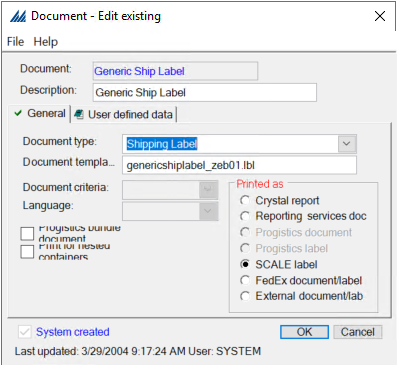 Document - Edit existing
File Help
Document: Generic Ship Label
Description: Generic Ship Label
General User defined data
Document type: Shipping Label
Document templa... genericshiplabel_zeb01.lbl
Document criteria:
Language:
Printed as
Crystal report
Reporting services doc
Progistics document
Progistics label
SCALE label
FedEx document/label
External document/lab
Progistics bundle
document
Print for nested
containers
System created
OK Cancel
Last updated: 3/29/2004 9:17:24 AM User: SYSTEM